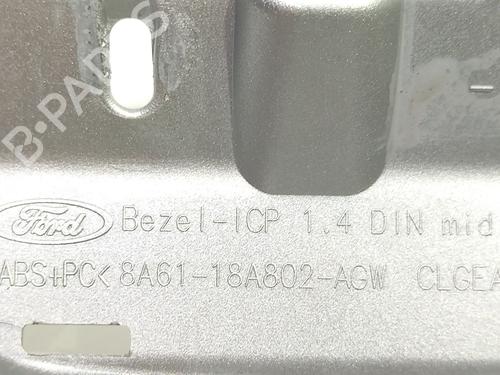 B-PARTS
Ford Bezel-ICP 1.4 DIN mid
ABS+PC< 8A61-18A802-AGW CLGEA